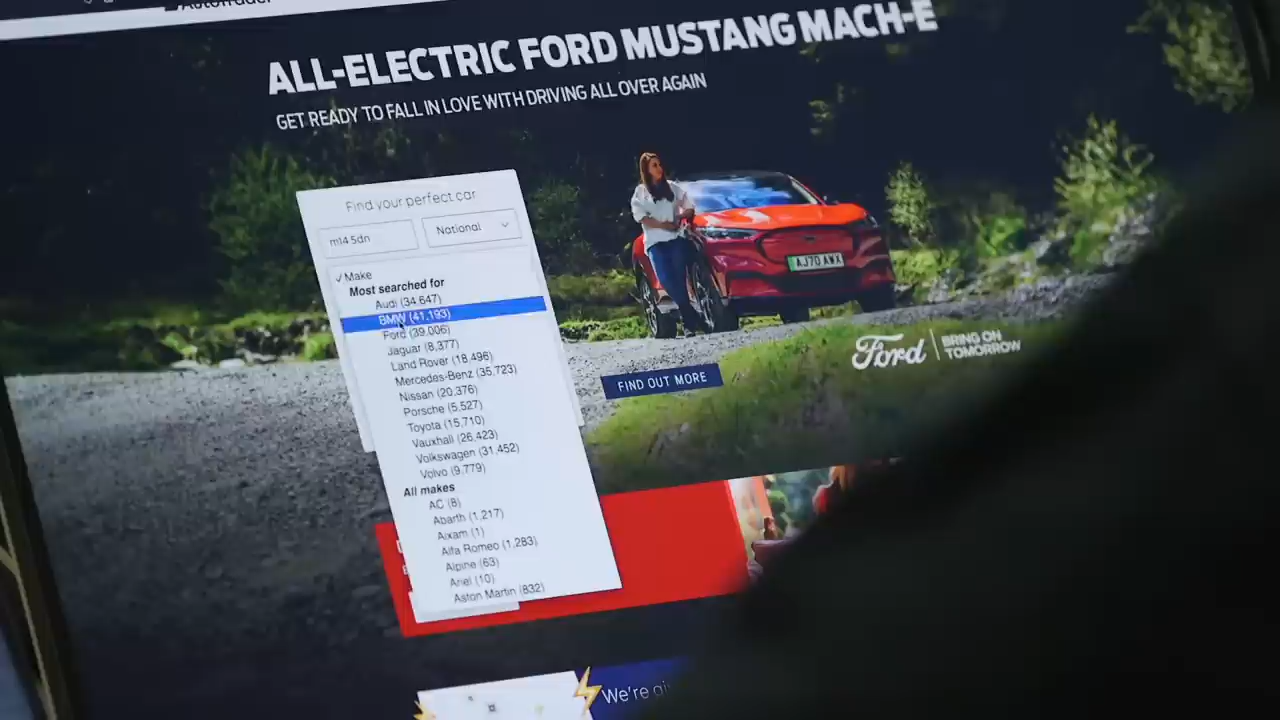 AutoTrader
ALL-ELECTRIC FORD MUSTANG MACH-E
GET READY TO FALL IN LOVE WITH DRIVING ALL OVER AGAIN
Find your perfect car
m14 5dn
National
✓ Make
Most searched for
Audi (34,647)
BMW (41,193)
Ford (39,006)
Jaguar (8,377)
Land Rover (18,496)
Mercedes-Benz (35,723)
Nissan (20,376)
Porsche (5,527)
Toyota (15,710)
Vauxhall (26,423)
Volkswagen (31,452)
Volvo (9,779)
All makes
AC (8)
Abarth (1,217)
Aixam (1)
Alfa Romeo (1,283)
Alpine (63)
Ariel (10)
Aston Martin (832)
AJ70 AWX
Ford
BRING ON
TOMORROW
FIND OUT MORE
We're